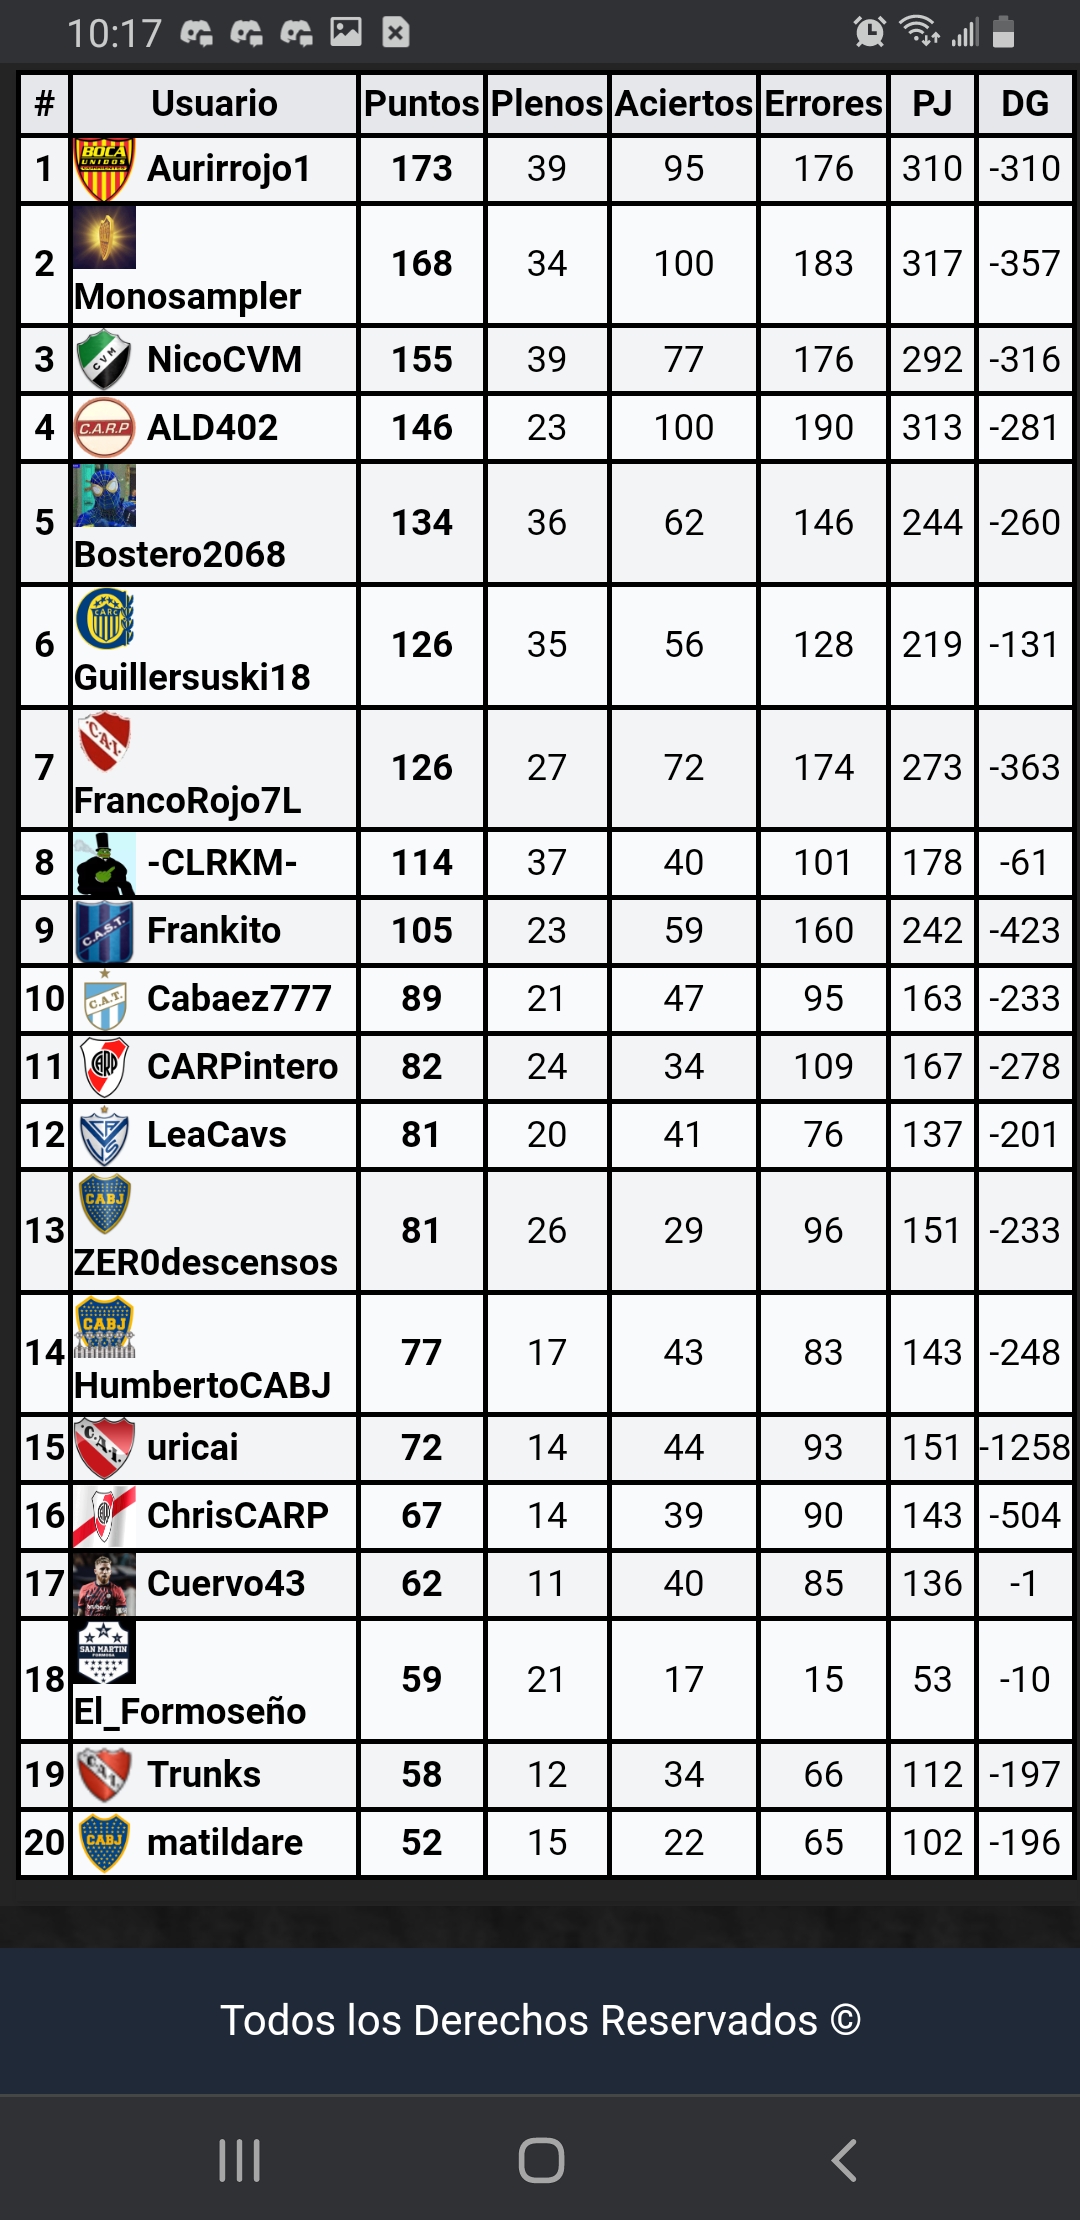 10:17
# Usuario Puntos Plenos Aciertos Errores PJ DG
1 Aurirrojo1 173 39 95 176 310 -310
2 Monosampler 168 34 100 183 317 -357
3 NicoCVM 155 39 77 176 292 -316
4 ALD402 146 23 100 190 313 -281
5 Bostero2068 134 36 62 146 244 -260
6 Guillersuski18 126 35 56 128 219 -131
7 FrancoRojo7L 126 27 72 174 273 -363
8 -CLRKM- 114 37 40 101 178 -61
9 Frankito 105 23 59 160 242 -423
10 Cabaez777 89 21 47 95 163 -233
11 CARPintero 82 24 34 109 167 -278
12 LeaCavs 81 20 41 76 137 -201
13 ZER0descensos 81 26 29 96 151 -233
14 HumbertoCABJ 77 17 43 83 143 -248
15 uricai 72 14 44 93 151 -1258
16 ChrisCARP 67 14 39 90 143 -504
17 Cuervo43 62 11 40 85 136 -1
18 El_Formoseño 59 21 17 15 53 -10
19 Trunks 58 12 34 66 112 -197
20 matildare 52 15 22 65 102 -196
Todos los Derechos Reservados ©